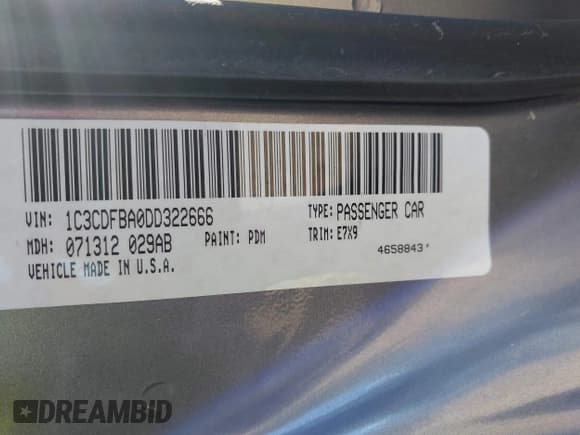 VIN: 1C3CDFBA0DD322666 TYPE: PASSENGER CAR
MDH: 071312 029AB PAINT: PDM TRIM: E7X9
VEHICLE MADE IN U.S.A. 4658843*
DREAMBID